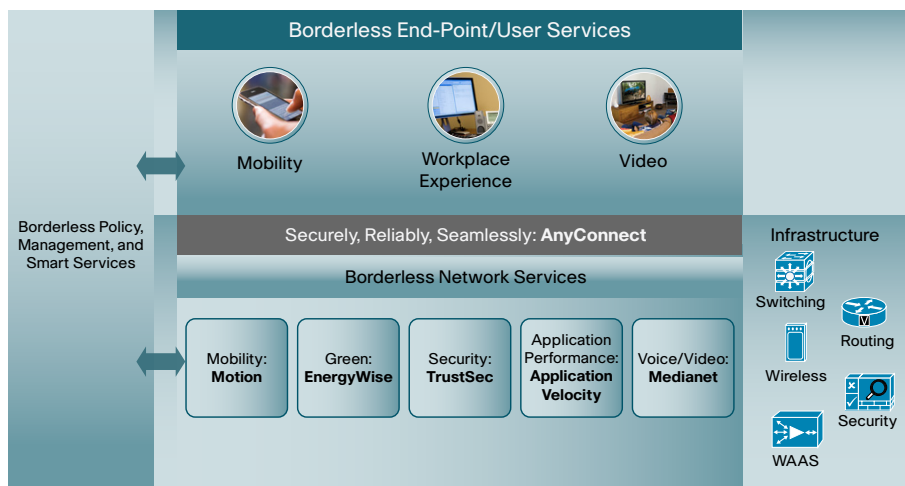 Borderless End-Point/User Services
Mobility
Workplace
Experience
Video
Borderless Policy,
Management, and
Smart Services
Securely, Reliably, Seamlessly: AnyConnect
Borderless Network Services
Mobility:
Motion
Green:
EnergyWise
Security:
TrustSec
Application
Performance:
Application
Velocity
Voice/Video:
Medianet
Infrastructure
Switching
V
Routing
Wireless
Security
WAAS